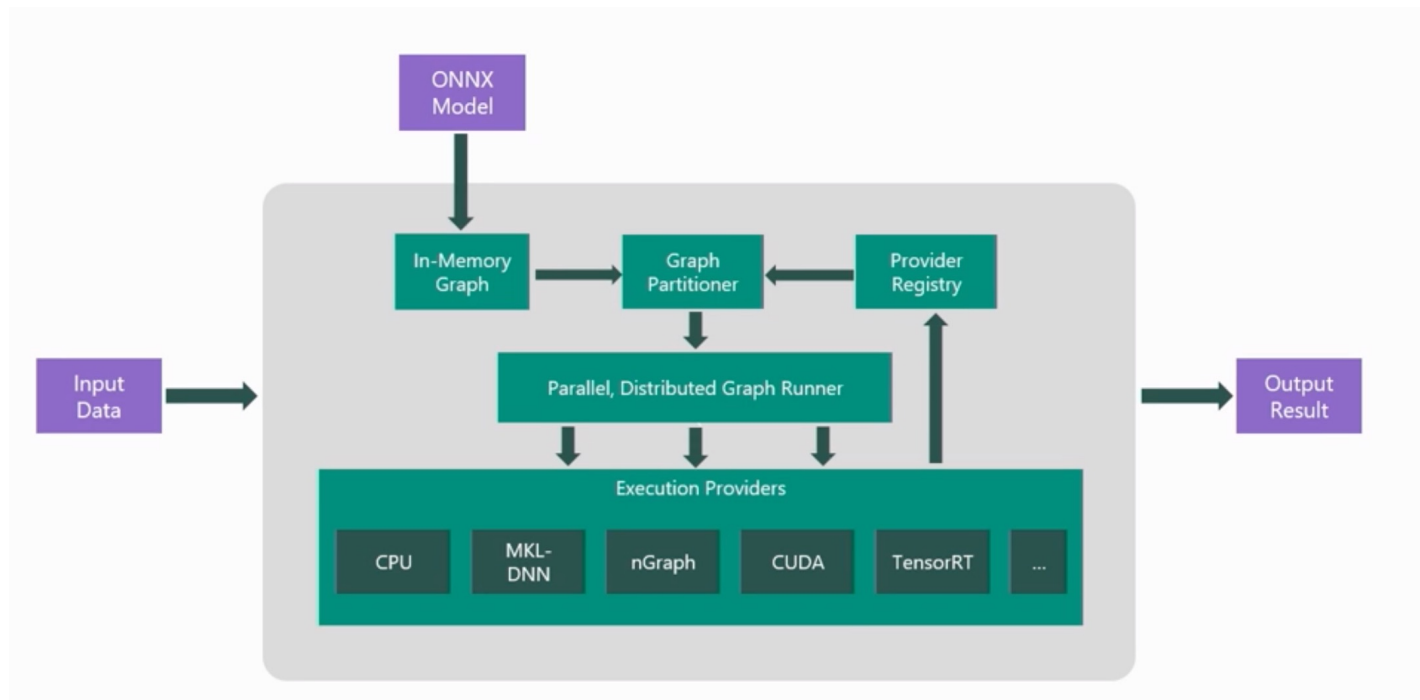 ONNX
Model
In-Memory
Graph
Graph
Partitioner
Provider
Registry
Input
Data
Parallel, Distributed Graph Runner
Output
Result
Execution Providers
CPU
MKL-
DNN
nGraph
CUDA
TensorRT
...